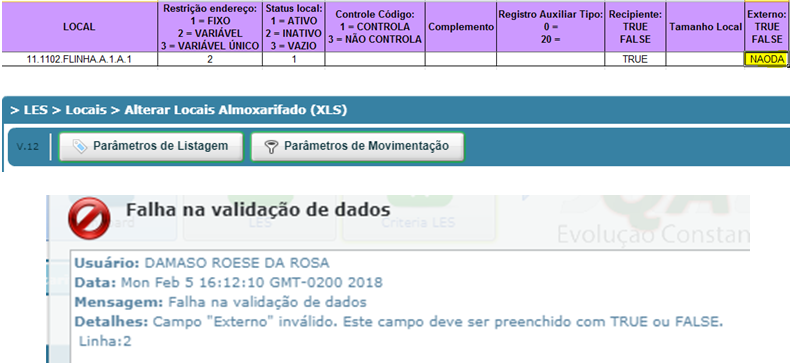 LOCAL
Restrição endereço:
1 = FIXO
2 = VARIÁVEL
3 = VARIÁVEL ÚNICO
Status local:
1 = ATIVO
2 = INATIVO
3 = VAZIO
Controle Código:
1 = CONTROLA
3 = NÃO CONTROLA
Complemento
Registro Auxiliar Tipo:
0 =
20 =
Recipiente:
TRUE
FALSE
Tamanho Local
Externo:
TRUE
FALSE
11.1102.FLINHA.A.1.A.1 2 1 TRUE NAODA
> LES > Locais > Alterar Locais Almoxarifado (XLS)
V.12 Parâmetros de Listagem Parâmetros de Movimentação
Falha na validação de dados
LES Criteria LES
Evolução Constan
Usuário: DAMASO ROESE DA ROSA
Data: Mon Feb 5 16:12:10 GMT-0200 2018
Mensagem: Falha na validação de dados
Detalhes: Campo "Externo" inválido. Este campo deve ser preenchido com TRUE ou FALSE.
Linha:2